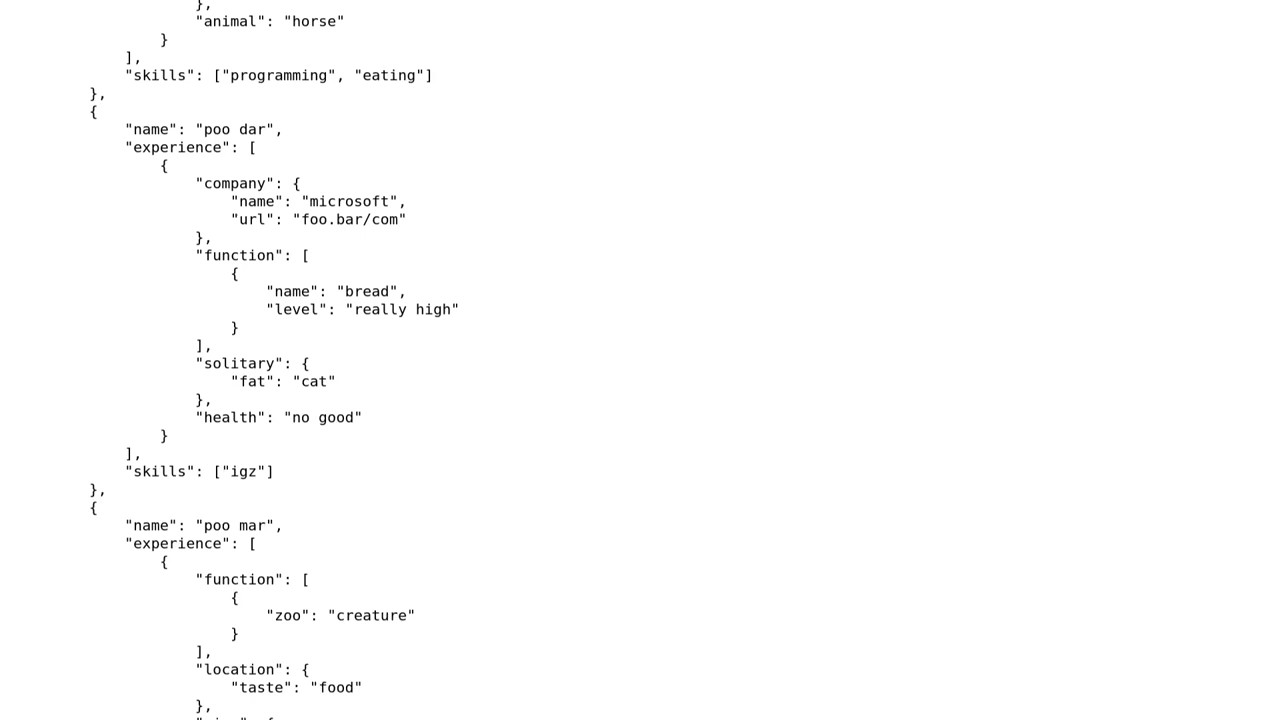 },
            "animal": "horse"
        }
    ],
    "skills": ["programming", "eating"]
},
{
    "name": "poo dar",
    "experience": [
        {
            "company": {
                "name": "microsoft",
                "url": "foo.bar/com"
            },
            "function": [
                {
                    "name": "bread",
                    "level": "really high"
                }
            ],
            "solitary": {
                "fat": "cat"
            },
            "health": "no good"
        }
    ],
    "skills": ["igz"]
},
{
    "name": "poo mar",
    "experience": [
        {
            "function": [
                {
                    "zoo": "creature"
                }
            ],
            "location": {
                "taste": "food"
            },